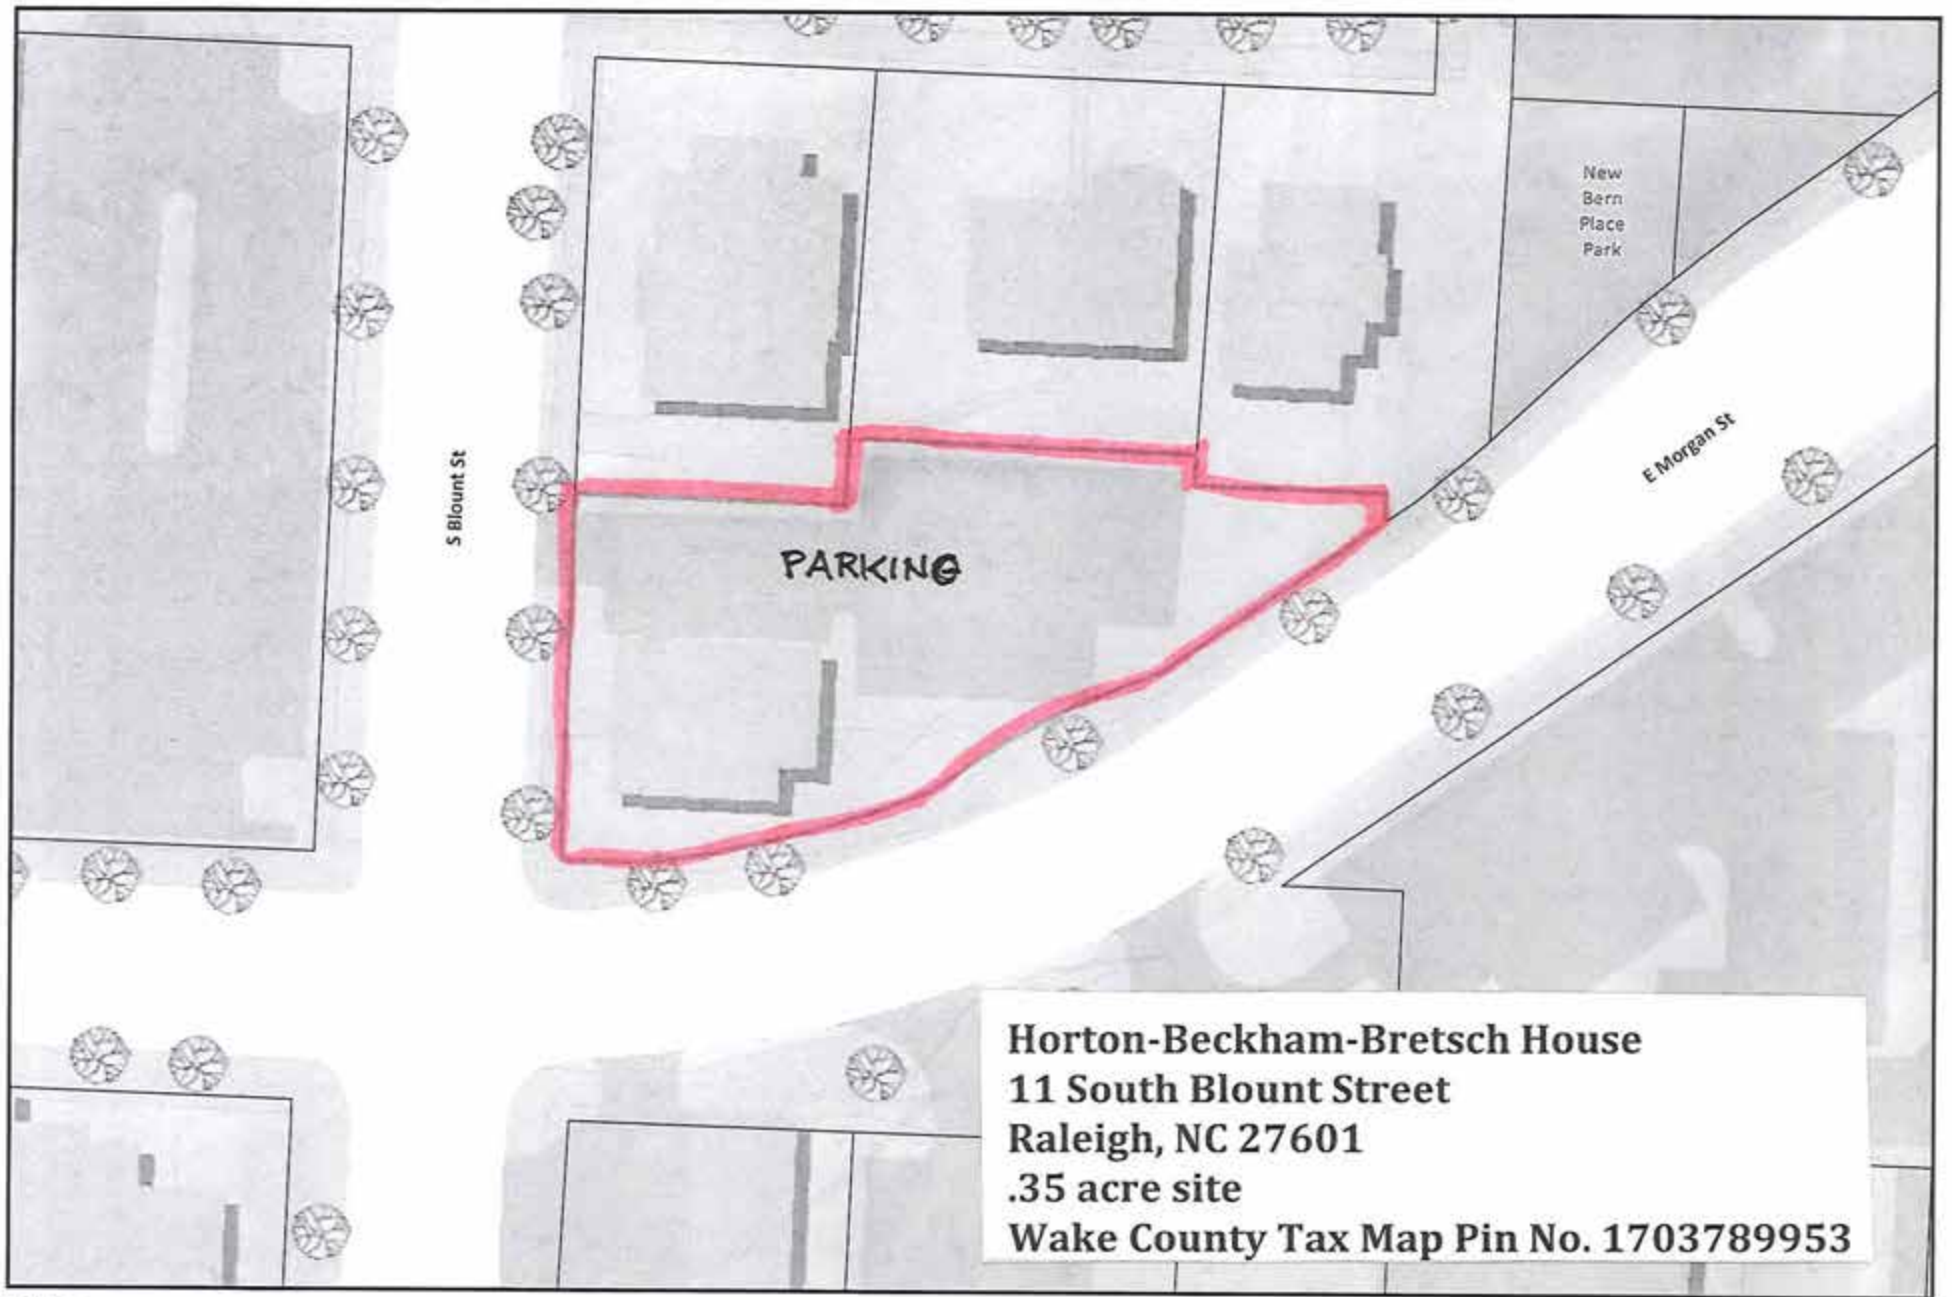 New
Bern
Place
Park
E Morgan St
S Blount St
PARKING
Horton-Beckham-Bretsch House
11 South Blount Street
Raleigh, NC 27601
.35 acre site
Wake County Tax Map Pin No. 1703789953